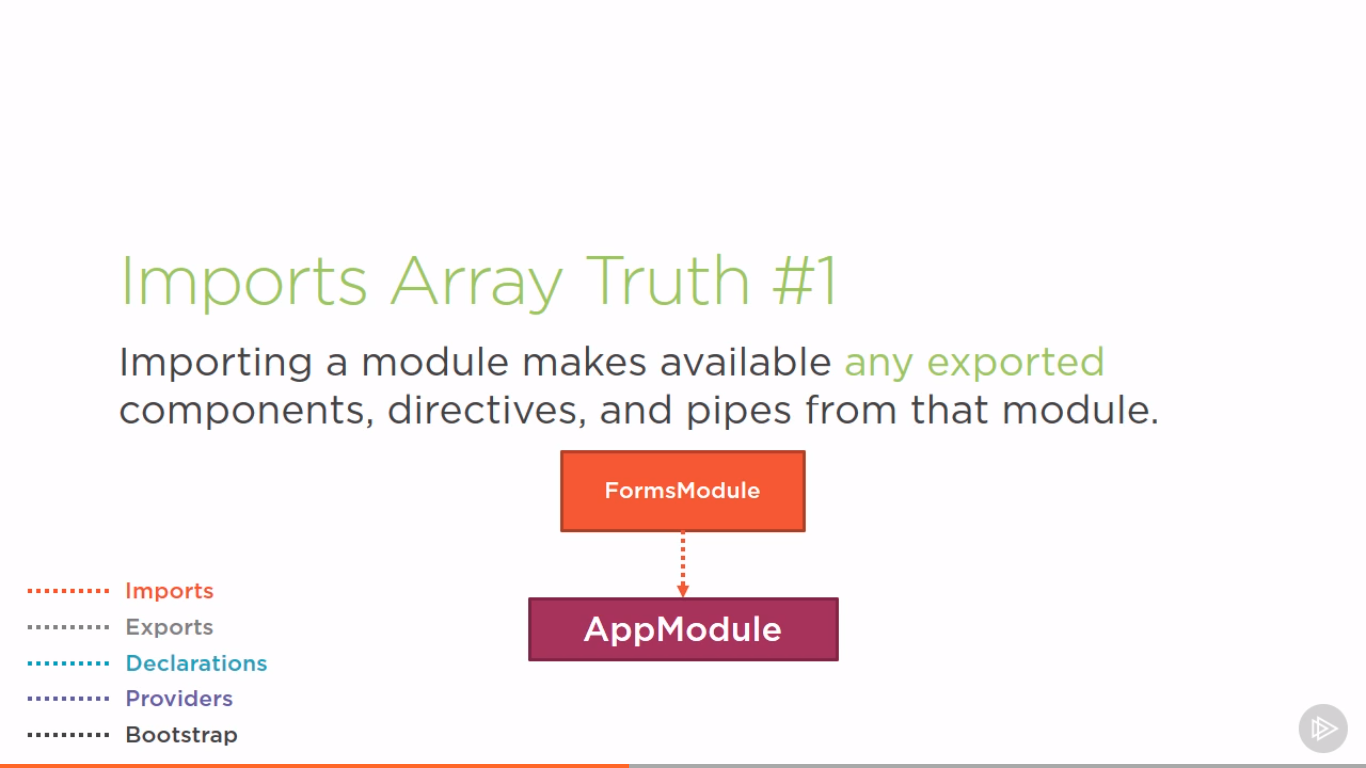 Imports Array Truth #1
Importing a module makes available any exported
components, directives, and pipes from that module.
FormsModule
AppModule
Imports
Exports
Declarations
Providers
Bootstrap